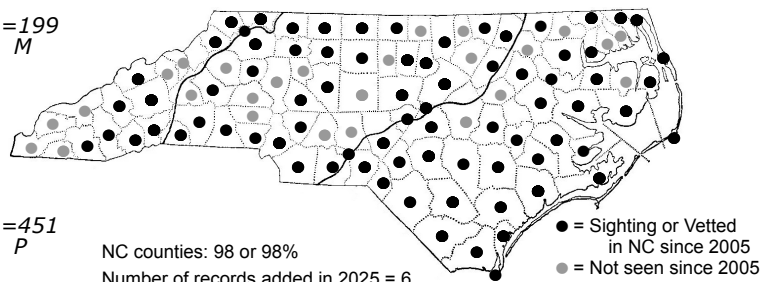 =199
M
=451
P
NC counties: 98 or 98%
Number of records added in 2025 = 6
= Sighting or Vetted
in NC since 2005
= Not seen since 2005